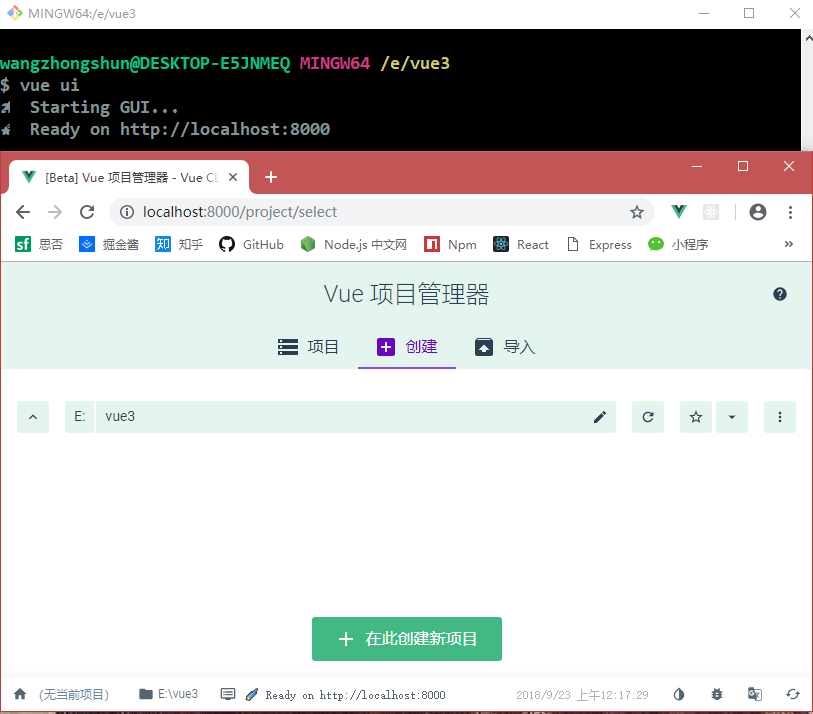 MINGW64:/e/vue3
wangzhongshun@DESKTOP-E5JNMEQ MINGW64 /e/vue3
$ vue ui
Starting GUI...
Ready on http://localhost:8000
[Beta] Vue 项目管理器 - Vue CL
localhost:8000/project/select
sf 思否 掘金酱 知 知乎 GitHub Node.js 中文网 Npm React Express 小程序 »
Vue 项目管理器
项目 创建 导入
E: vue3
在此创建新项目
(无当前项目) E:\vue3 Ready on http://localhost:8000 2018/9/23 上午12:17:29